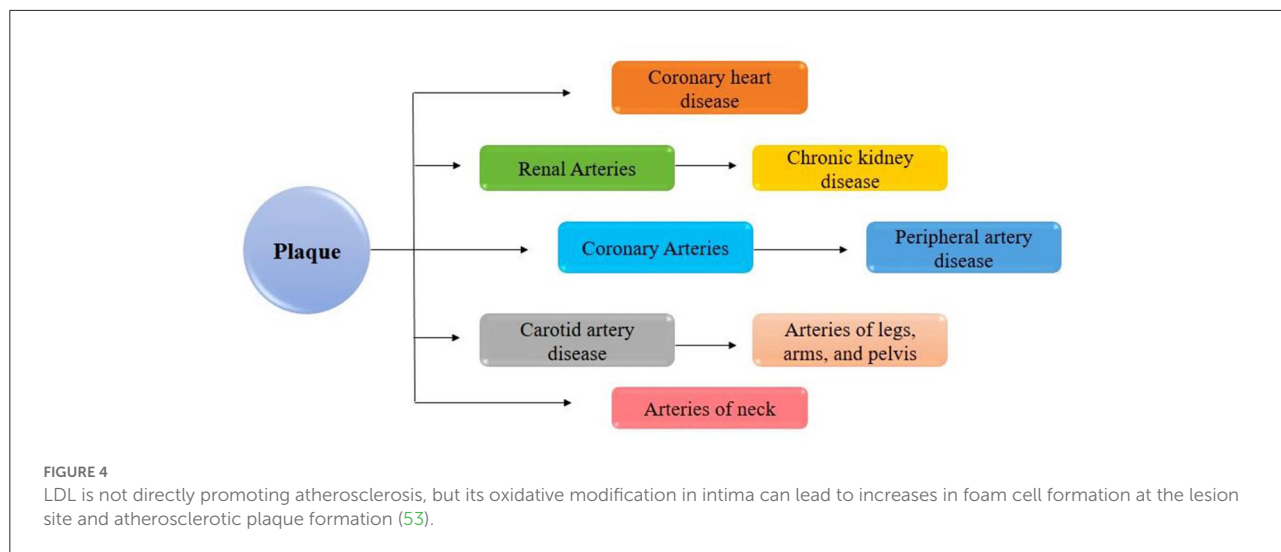 Coronary heart
disease
Renal Arteries
Chronic kidney
disease
Plaque
Coronary Arteries
Peripheral artery
disease
Carotid artery
disease
Arteries of legs,
arms, and pelvis
Arteries of neck
FIGURE 4
LDL is not directly promoting atherosclerosis, but its oxidative modification in intima can lead to increases in foam cell formation at the lesion
site and atherosclerotic plaque formation (53).